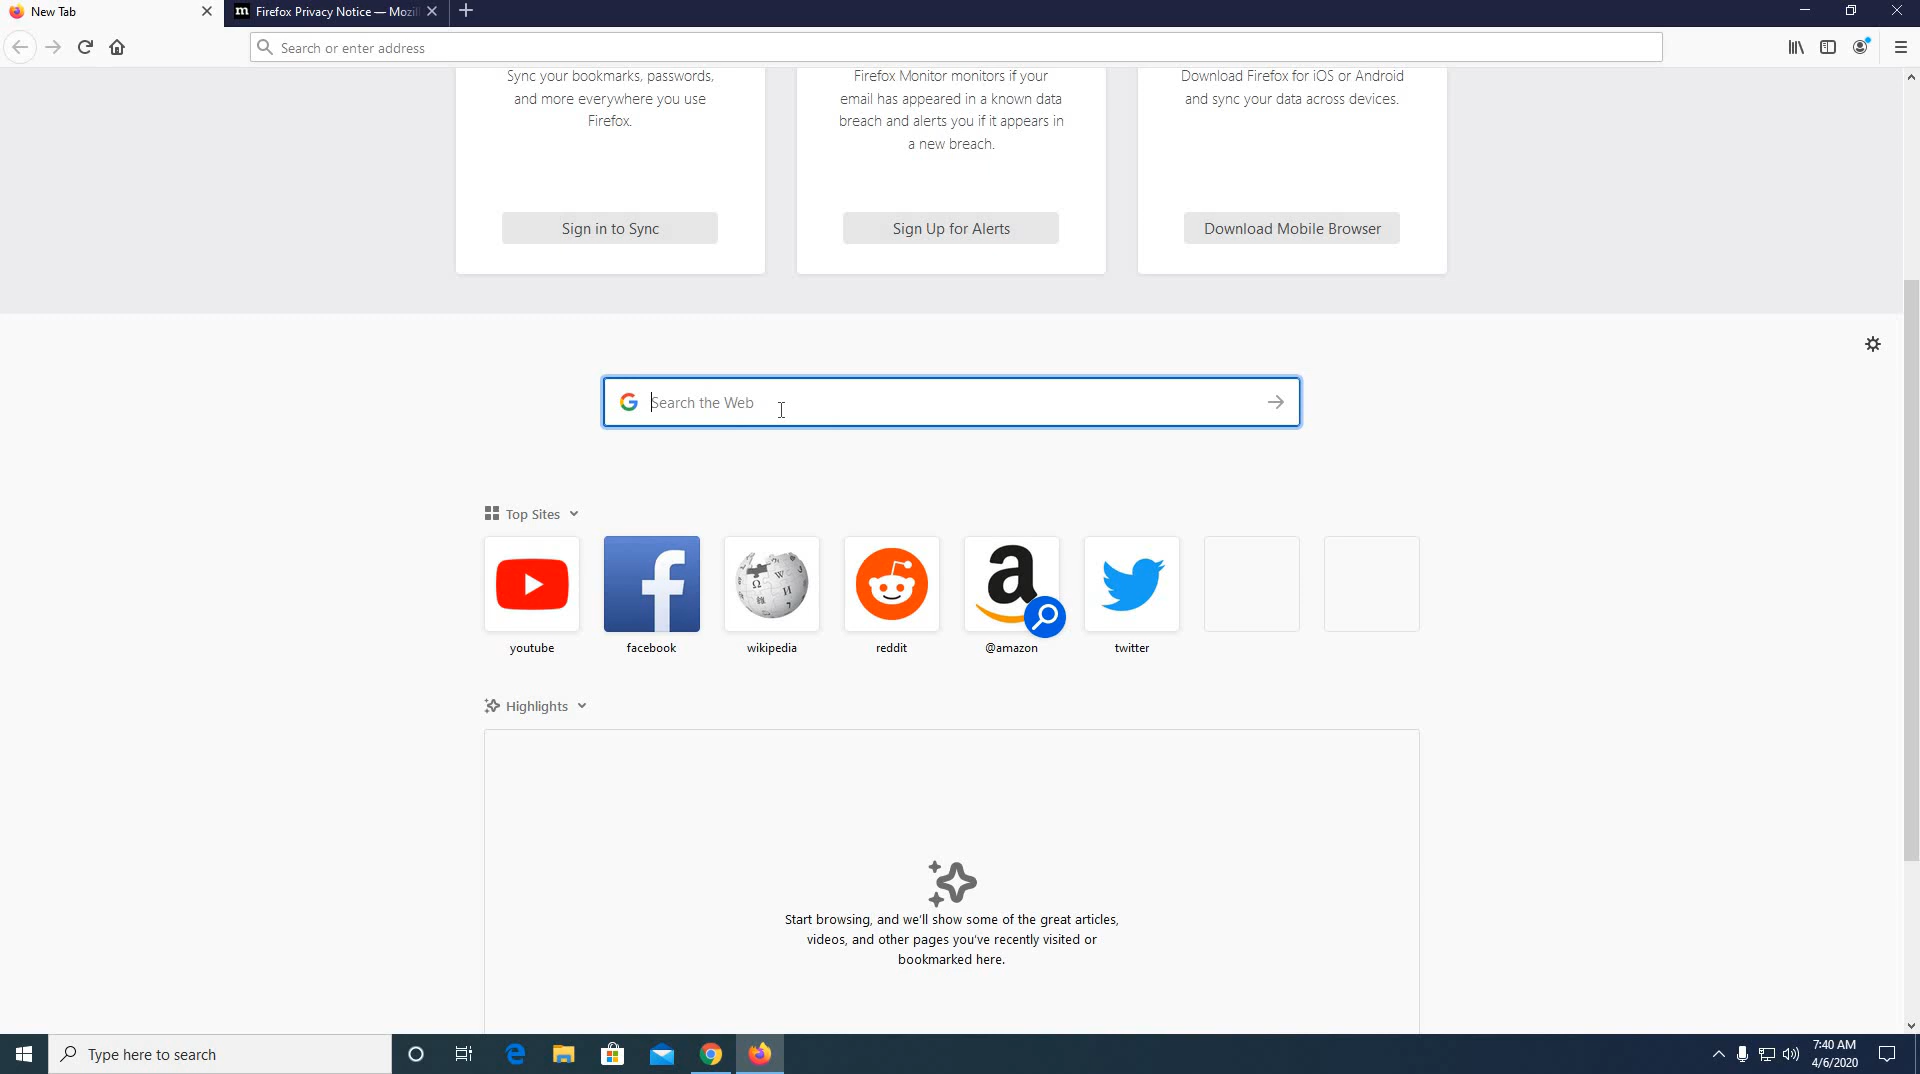 New Tab
m Firefox Privacy Notice — Mozil
Search or enter address
Sync your bookmarks, passwords,
and more everywhere you use
Firefox.
Firefox Monitor monitors if your
email has appeared in a known data
breach and alerts you if it appears in
a new breach.
Download Firefox for iOS or Android
and sync your data across devices.
Sign in to Sync
Sign Up for Alerts
Download Mobile Browser
Search the Web
Top Sites
youtube
facebook
wikipedia
reddit
@amazon
twitter
Highlights
Start browsing, and we'll show some of the great articles,
videos, and other pages you've recently visited or
bookmarked here.
Type here to search
7:40 AM
4/6/2020